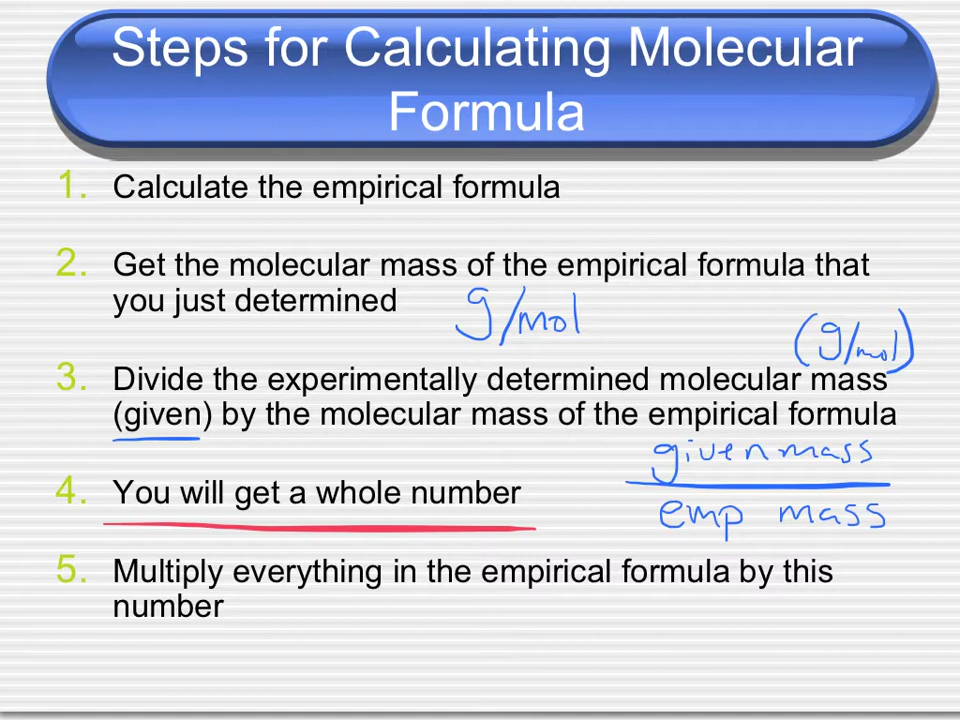 Steps for Calculating Molecular
Formula
1. Calculate the empirical formula
2. Get the molecular mass of the empirical formula that
you just determined
g/mol
(g/mol)
3. Divide the experimentally determined molecular mass
(given) by the molecular mass of the empirical formula
given mass
4. You will get a whole number
emp mass
5. Multiply everything in the empirical formula by this
number